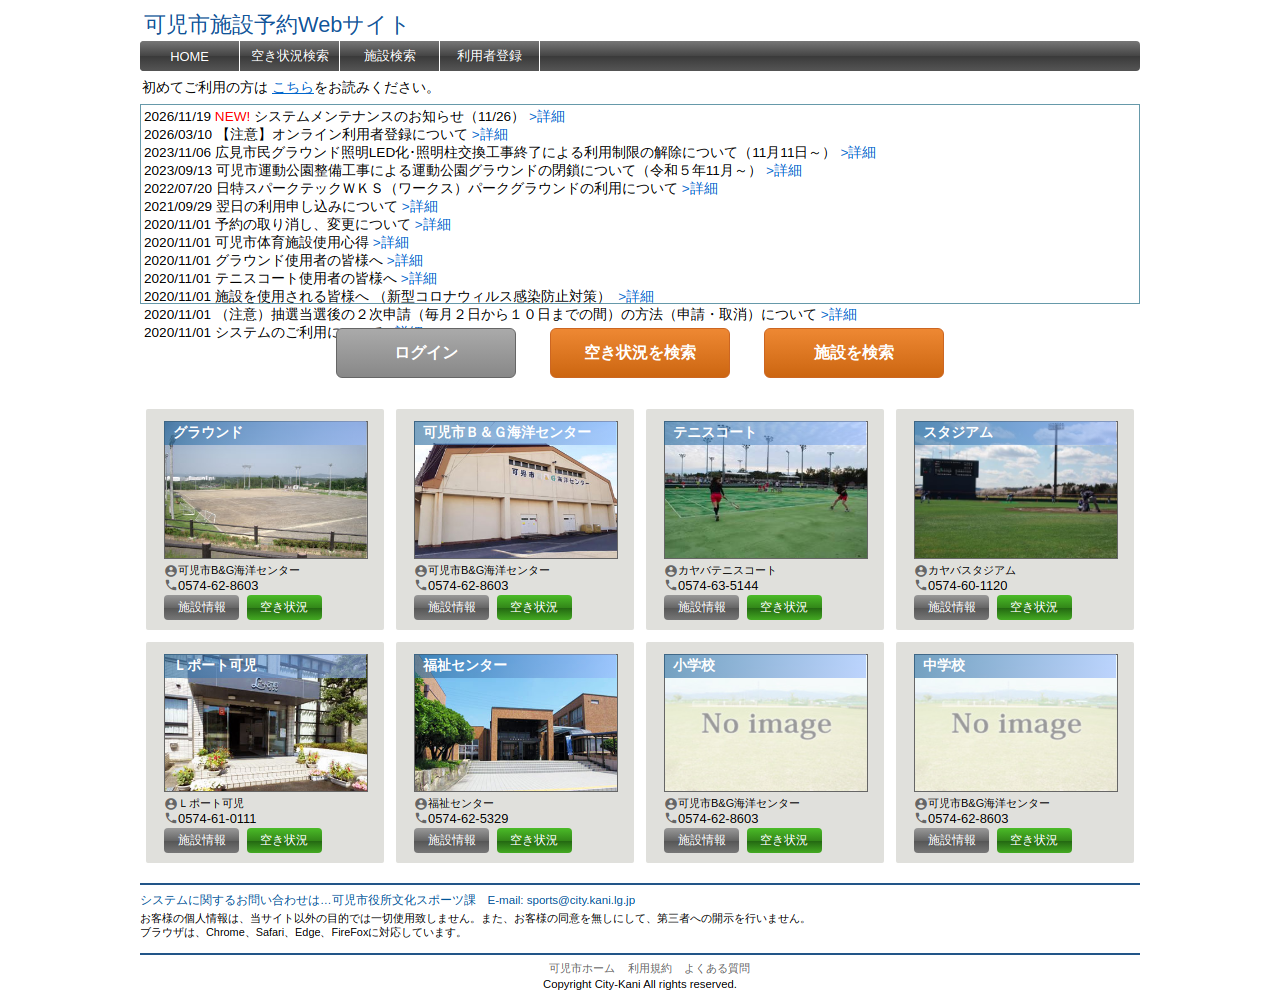 可児市施設予約Webサイト
HOME 空き状況検索 施設検索 利用者登録
初めてご利用の方は こちらをお読みください。
2026/11/19 NEW! システムメンテナンスのお知らせ（11/26） >詳細
2026/03/10 【注意】オンライン利用者登録について >詳細
2023/11/06 広見市民グラウンド照明LED化･照明柱交換工事終了による利用制限の解除について（11月11日～） >詳細
2023/09/13 可児市運動公園整備工事による運動公園グラウンドの閉鎖について（令和５年11月～） >詳細
2022/07/20 日特スパークテックＷＫＳ（ワークス）パークグラウンドの利用について >詳細
2021/09/29 翌日の利用申し込みについて >詳細
2020/11/01 予約の取り消し、変更について >詳細
2020/11/01 可児市体育施設使用心得 >詳細
2020/11/01 グラウンド使用者の皆様へ >詳細
2020/11/01 テニスコート使用者の皆様へ >詳細
2020/11/01 施設を使用される皆様へ （新型コロナウィルス感染防止対策） >詳細
2020/11/01 （注意）抽選当選後の２次申請（毎月２日から１０日までの間）の方法（申請・取消）について >詳細
2020/11/01 システムのご利用に
ログイン 空き状況を検索 施設を検索
グラウンド 可児市Ｂ＆Ｇ海洋センター テニスコート スタジアム
可児市 海洋センター
可児市B&G海洋センター 可児市B&G海洋センター カヤバテニスコート カヤバスタジアム
0574-62-8603 0574-62-8603 0574-63-5144 0574-60-1120
施設情報 空き状況 施設情報 空き状況 施設情報 空き状況 施設情報 空き状況
Ｌポート可児 福祉センター 小学校 中学校
No image No image
Ｌポート可児 福祉センター 可児市B&G海洋センター 可児市B&G海洋センター
0574-61-0111 0574-62-5329 0574-62-8603 0574-62-8603
施設情報 空き状況 施設情報 空き状況 施設情報 空き状況 施設情報 空き状況
システムに関するお問い合わせは…可児市役所文化スポーツ課 E-mail: sports@city.kani.lg.jp
お客様の個人情報は、当サイト以外の目的では一切使用致しません。また、お客様の同意を無しにして、第三者への開示を行いません。
ブラウザは、Chrome、Safari、Edge、FireFoxに対応しています。
可児市ホーム 利用規約 よくある質問
Copyright City-Kani All rights reserved.